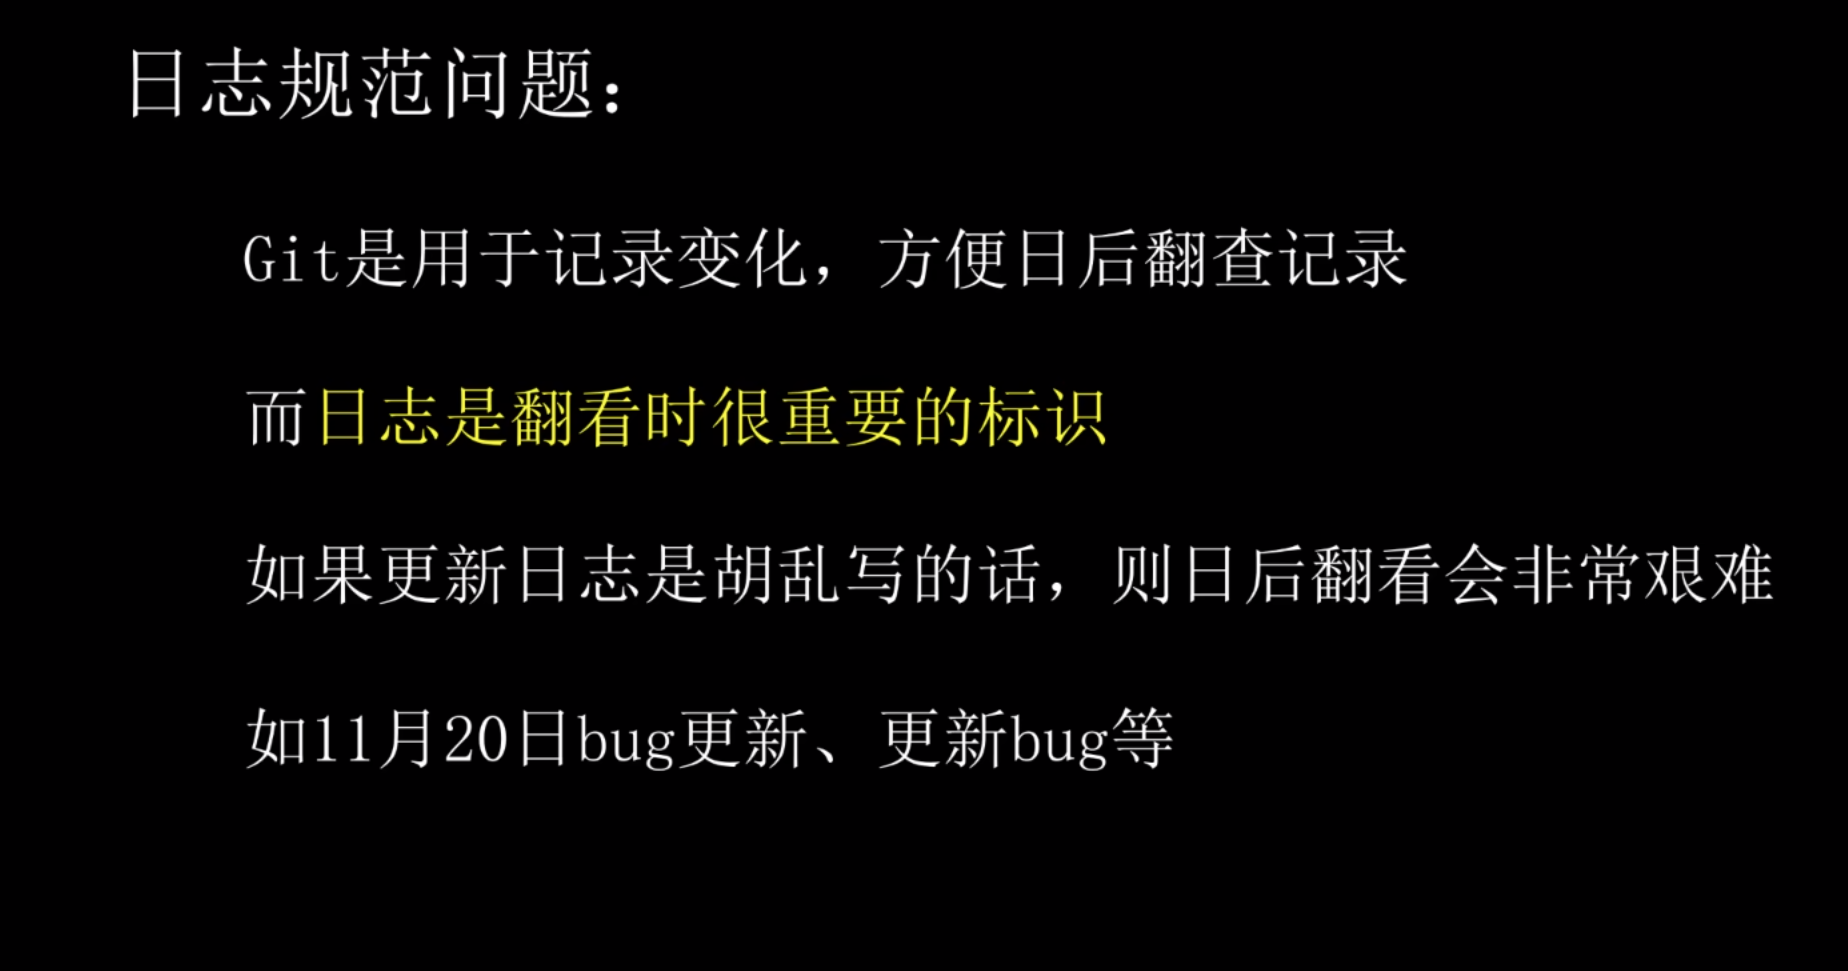 日志规范问题：
Git是用于记录变化，方便日后翻查记录
而日志是翻看时很重要的标识
如果更新日志是胡乱写的话，则日后翻看会非常艰难
如11月20日bug更新、更新bug等